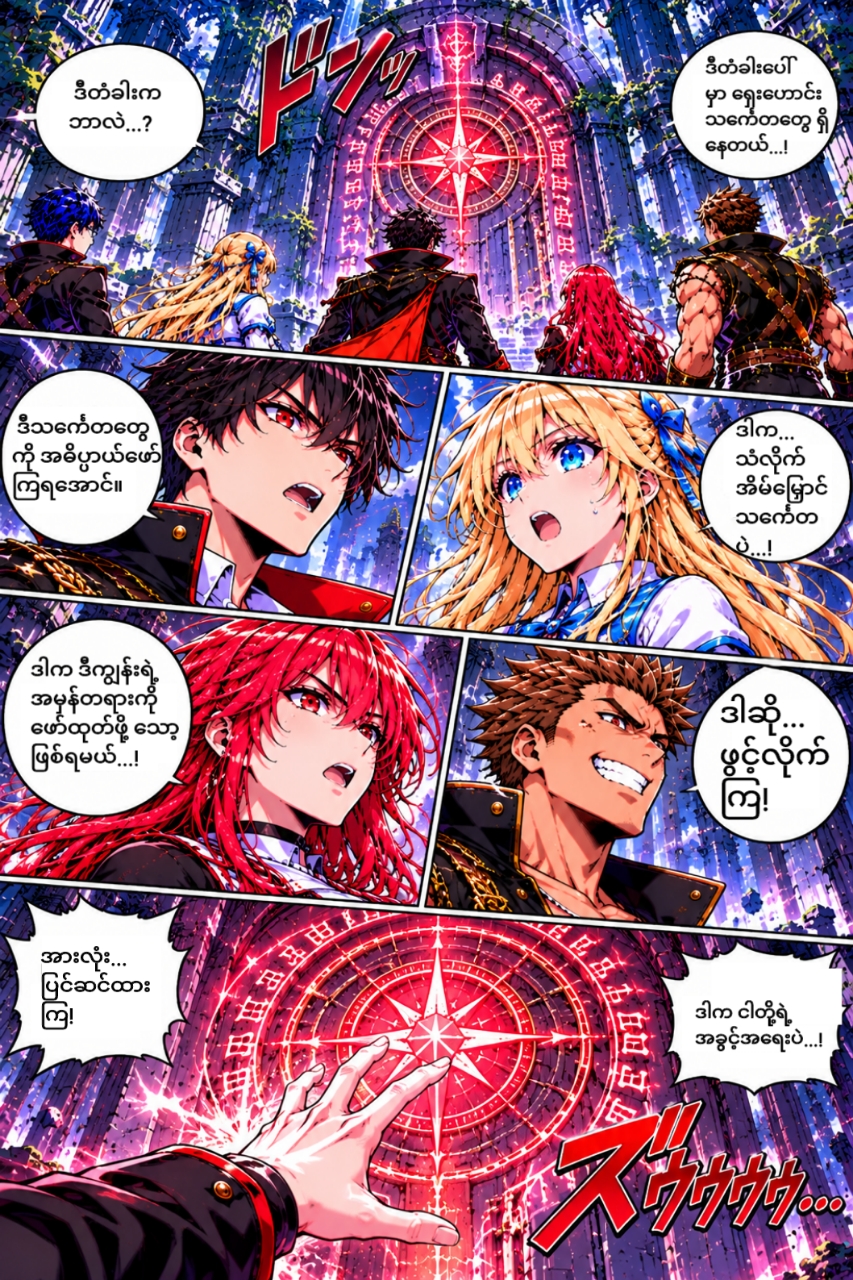 ဒီတံခါးက
ဘာလဲ...?
ドンッ
ဒီတံခါးပေါ်
မှာ ရှေးဟောင်း
သင်္ကေတတွေ ရှိ
နေတယ်...!
ဒီသင်္ကေတတွေ
ကို အဓိပ္ပာယ်ဖော်
ကြရအောင်။
ဒါက...
သံလိုက်
အိမ်မြှောင်
သင်္ကေတ
ပဲ...!
ဒါက ဒီကျွန်းရဲ့
အမှန်တရားကို
ဖော်ထုတ်ဖို့ သော့
ဖြစ်ရမယ်...!
ဒါဆို...
ဖွင့်လိုက်
ကြ!
အားလုံး...
ပြင်ဆင်ထား
ကြ!
ဒါက ငါတို့ရဲ့
အခွင့်အရေးပဲ...!
ズゥゥゥゥ...